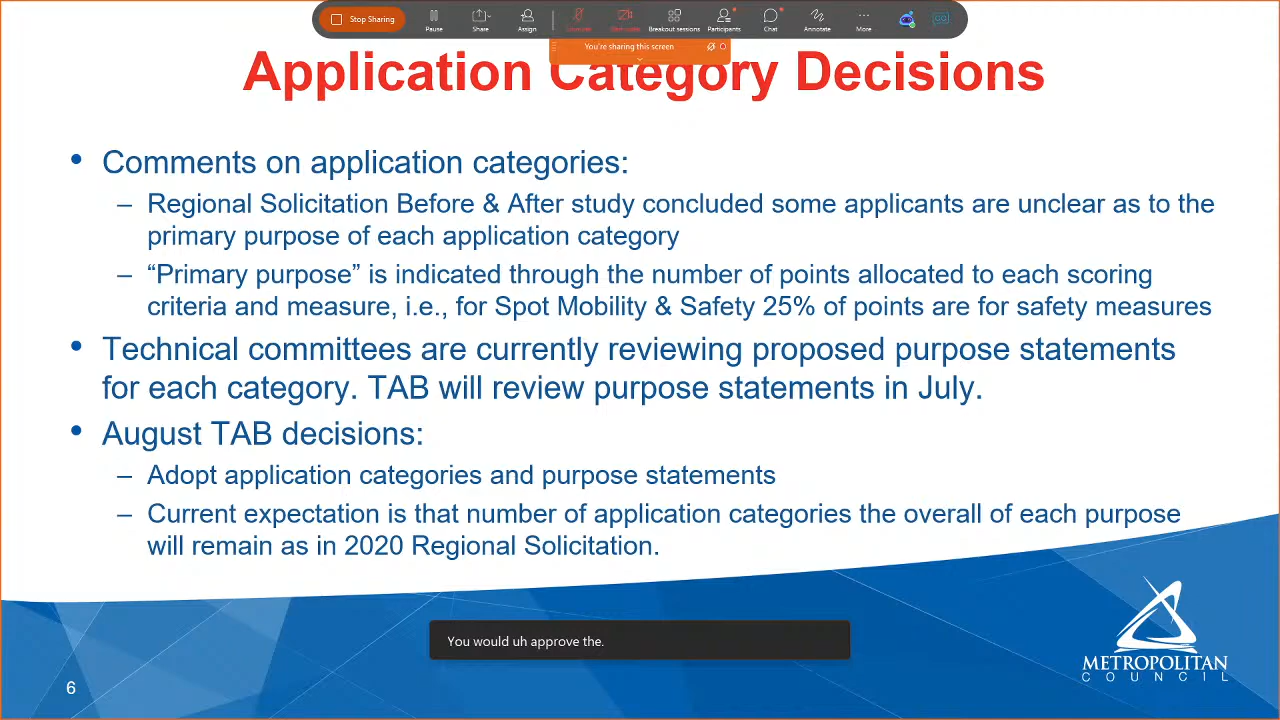 Stop Sharing
Pause
Share
Assign
Breakout sessions
Participants
Chat
Annotate
More
You're sharing this screen
Application Category Decisions
• Comments on application categories:
– Regional Solicitation Before & After study concluded some applicants are unclear as to the
primary purpose of each application category
– “Primary purpose” is indicated through the number of points allocated to each scoring
criteria and measure, i.e., for Spot Mobility & Safety 25% of points are for safety measures
• Technical committees are currently reviewing proposed purpose statements
for each category. TAB will review purpose statements in July.
• August TAB decisions:
– Adopt application categories and purpose statements
– Current expectation is that number of application categories the overall of each purpose
will remain as in 2020 Regional Solicitation.
You would uh approve the.
METROPOLITAN
COUNCIL
6